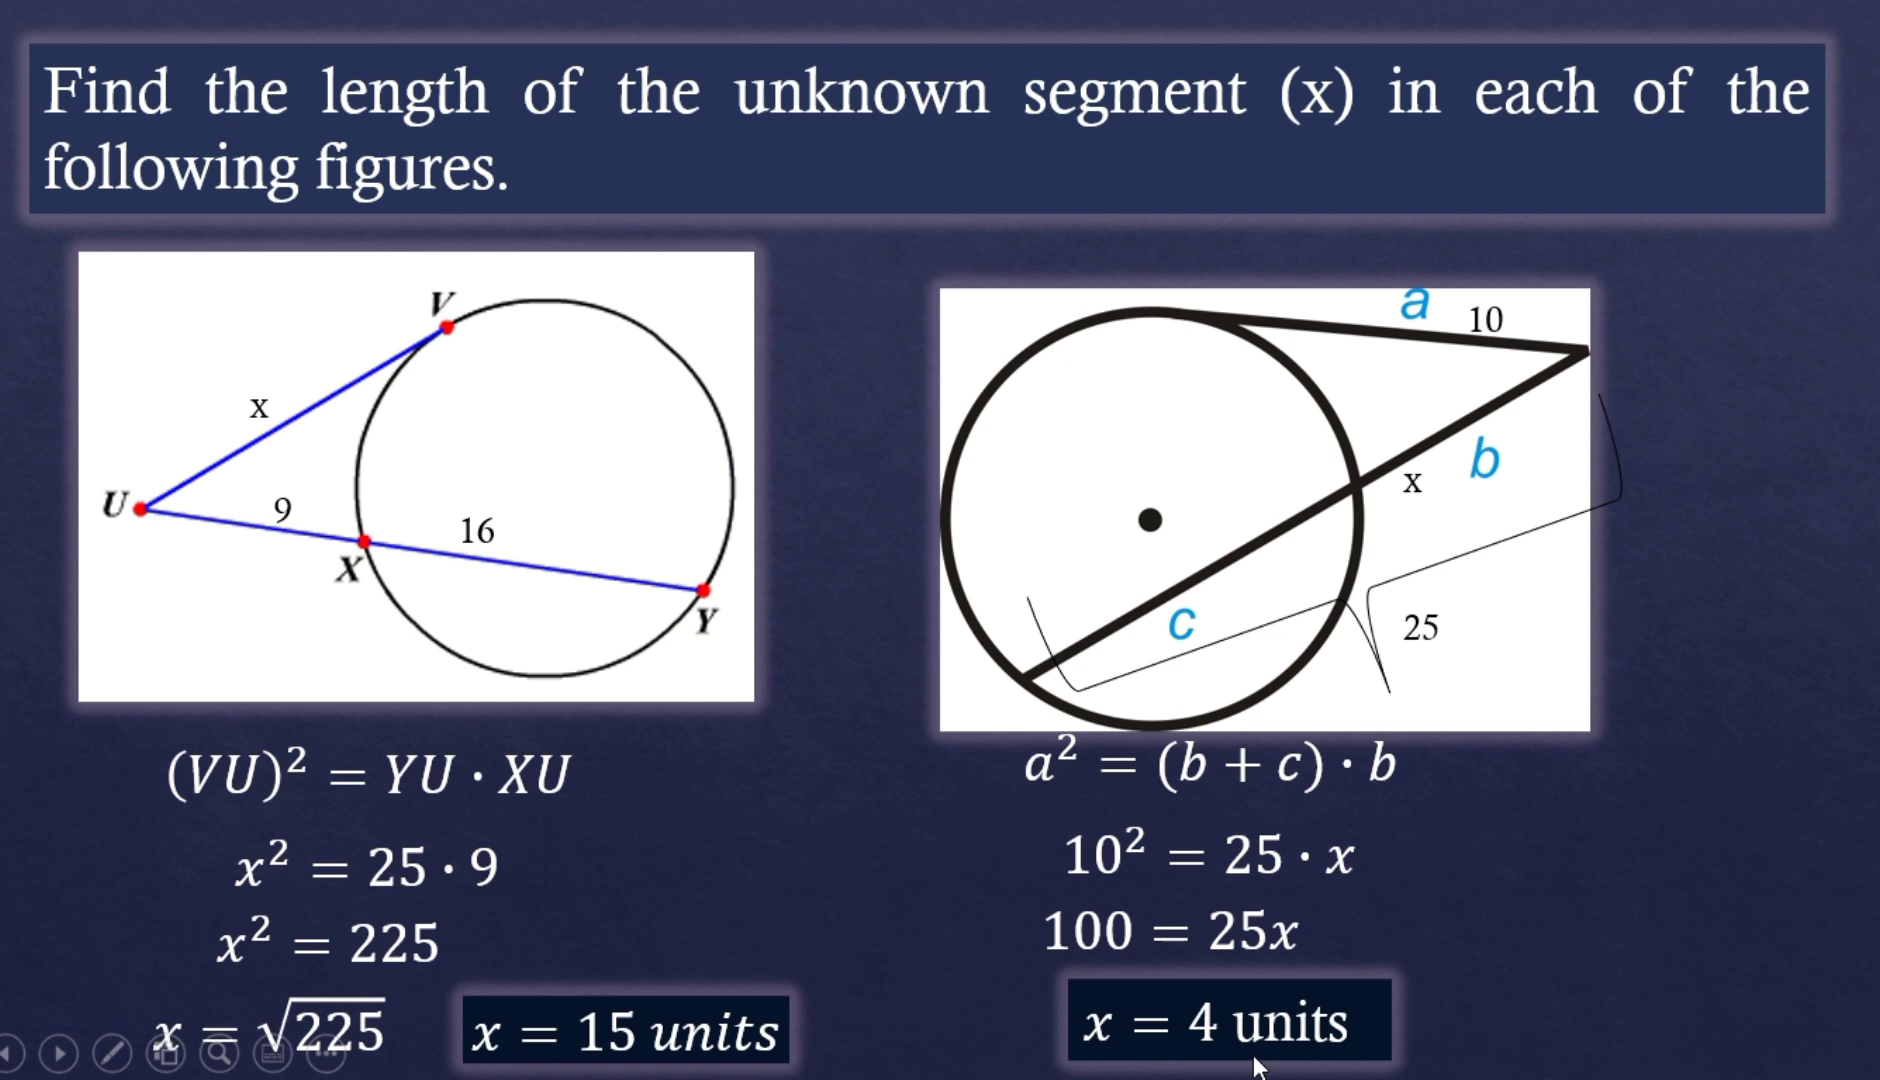 Find the length of the unknown segment (x) in each of the
following figures.
V
x
U
9
16
X
Y
a
10
b
x
c
25
(VU)² = YU · XU
x² = 25 · 9
x² = 225
x = √225
x = 15 units
a² = (b + c) · b
10² = 25 · x
100 = 25x
x = 4 units